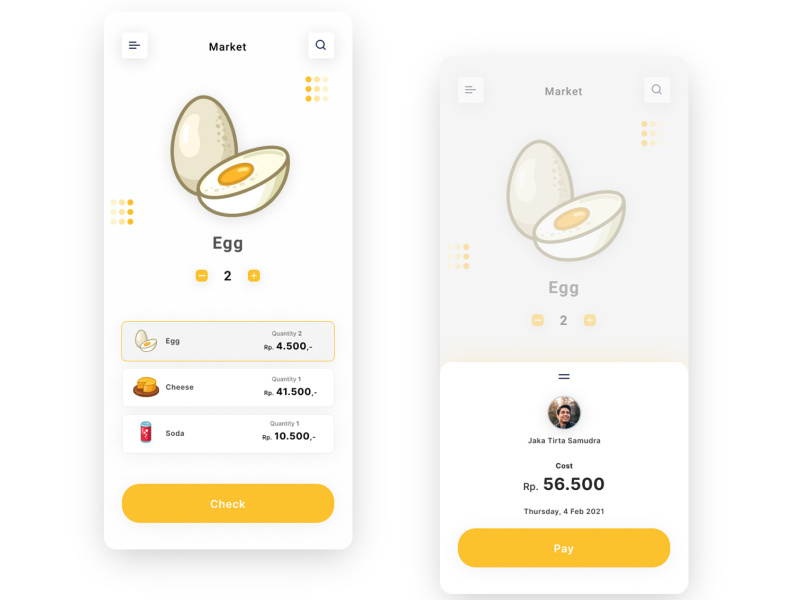 Market
Egg
2
Egg
Quantity 2
Rp. 4.500,-
Cheese
Quantity 1
Rp. 41.500,-
Soda
Quantity 1
Rp. 10.500,-
Check
Market
Egg
2
Jaka Tirta Samudra
Cost
Rp. 56.500
Thursday, 4 Feb 2021
Pay